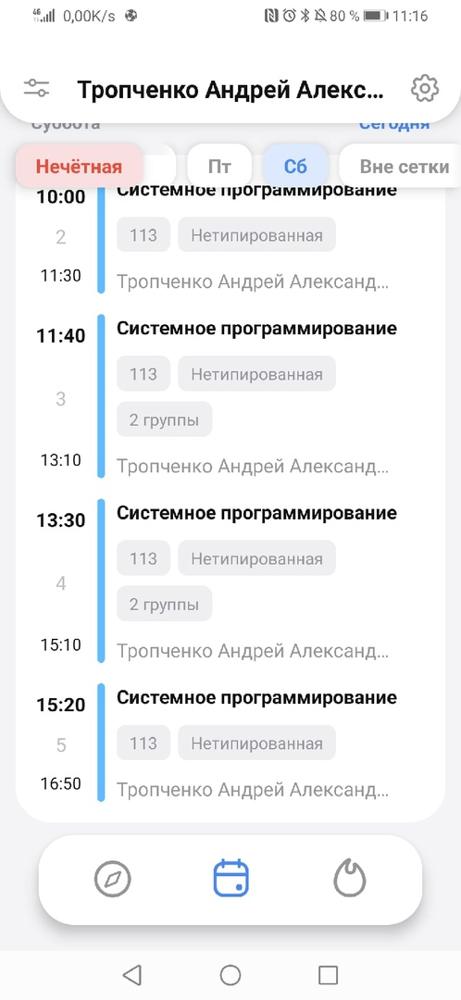 4G 0,00K/s 80 % 11:16
Тропченко Андрей Алекс...
Суббота Сегодня
Нечётная Пт Сб Вне сетки
10:00 Системное программирование
2 113 Нетипированная
11:30 Тропченко Андрей Александ...
11:40 Системное программирование
113 Нетипированная
3
2 группы
13:10 Тропченко Андрей Александ...
13:30 Системное программирование
113 Нетипированная
4
2 группы
15:10 Тропченко Андрей Александ...
15:20 Системное программирование
5 113 Нетипированная
16:50 Тропченко Андрей Александ...